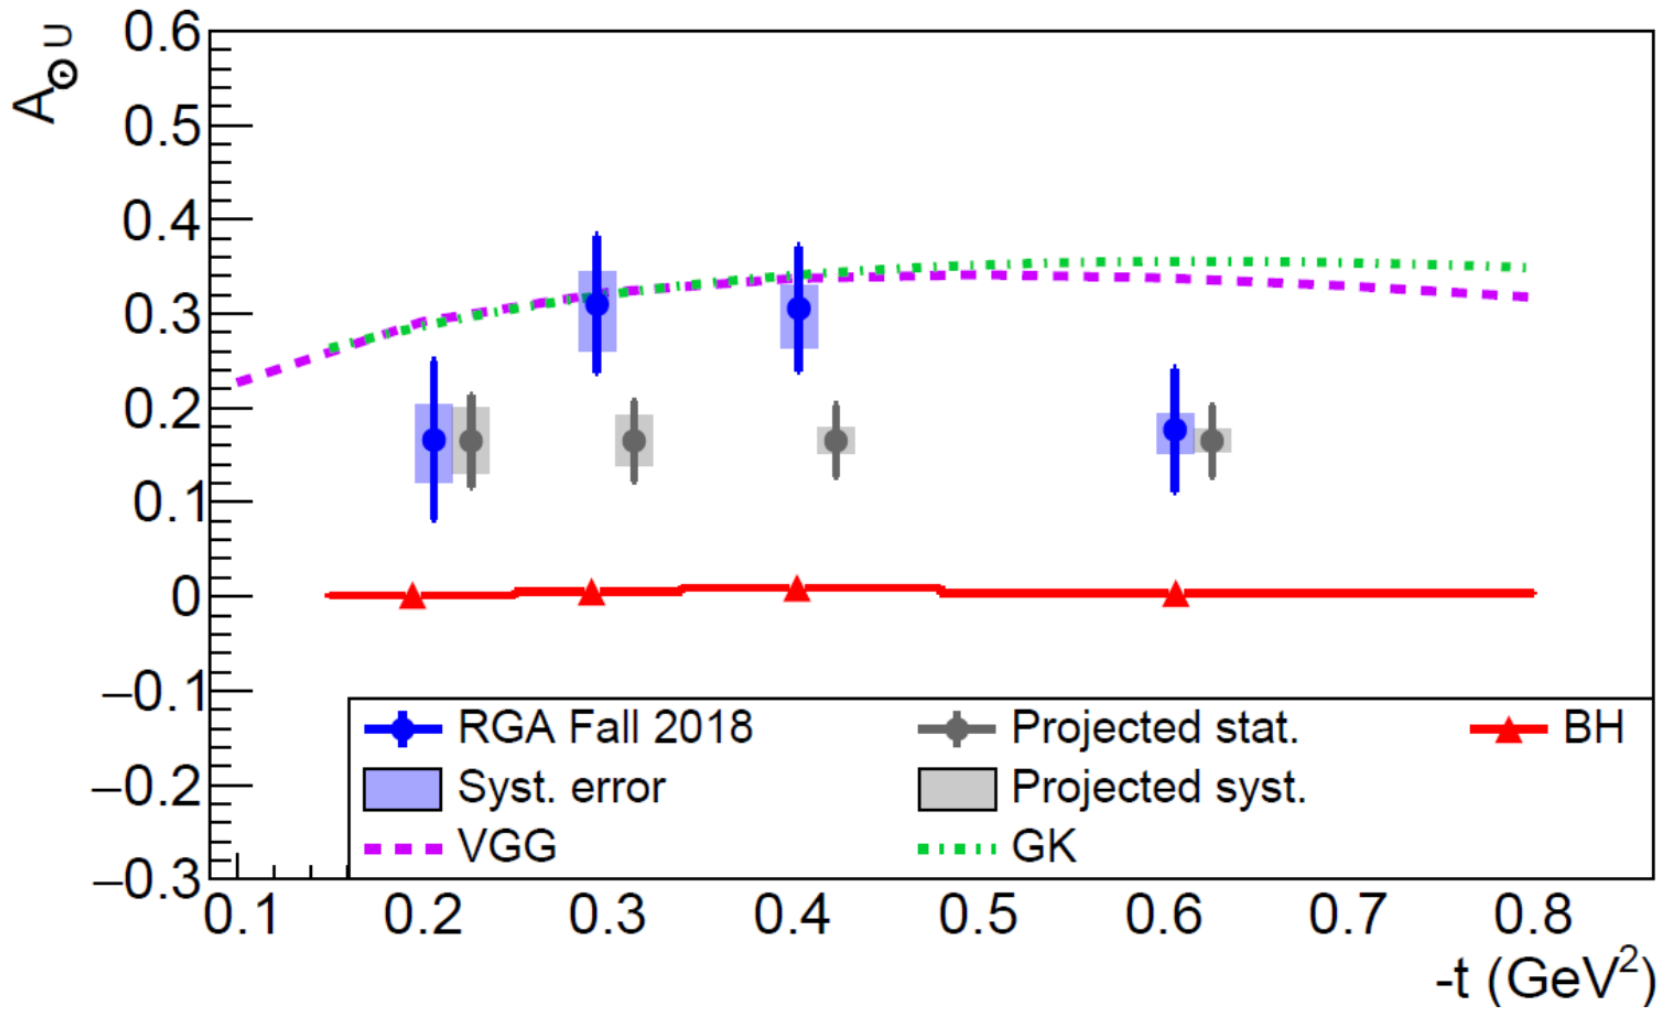 A⊙U
0.6
0.5
0.4
0.3
0.2
0.1
0
−0.1
−0.2
−0.3
RGA Fall 2018 Projected stat. BH
Syst. error Projected syst.
VGG GK
0.1 0.2 0.3 0.4 0.5 0.6 0.7 0.8
-t (GeV²)